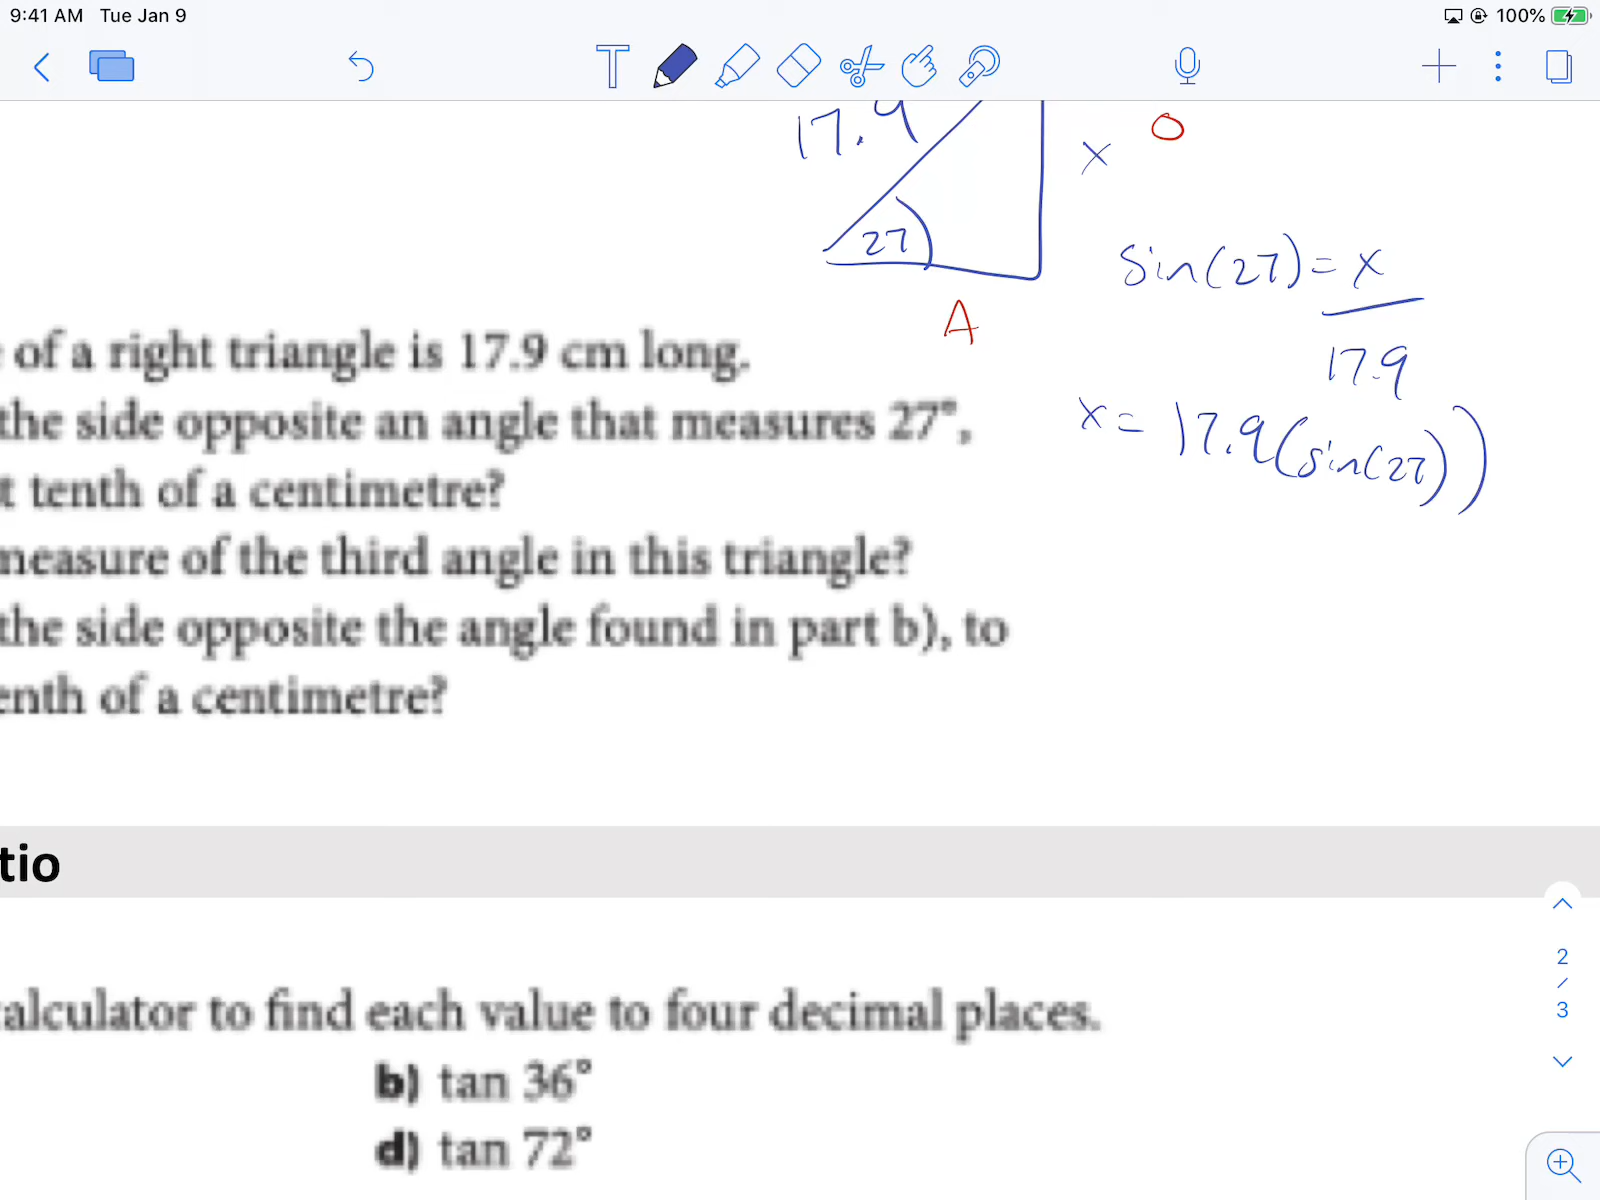 9:41 AM Tue Jan 9
100%
T
17.9
x
O
27
A
sin(27) = x
17.9
x = 17.9(sin(27))
of a right triangle is 17.9 cm long.
the side opposite an angle that measures 27°,
t tenth of a centimetre?
measure of the third angle in this triangle?
the side opposite the angle found in part b), to
enth of a centimetre?
tio
alculator to find each value to four decimal places.
b) tan 36°
d) tan 72°
2
/
3